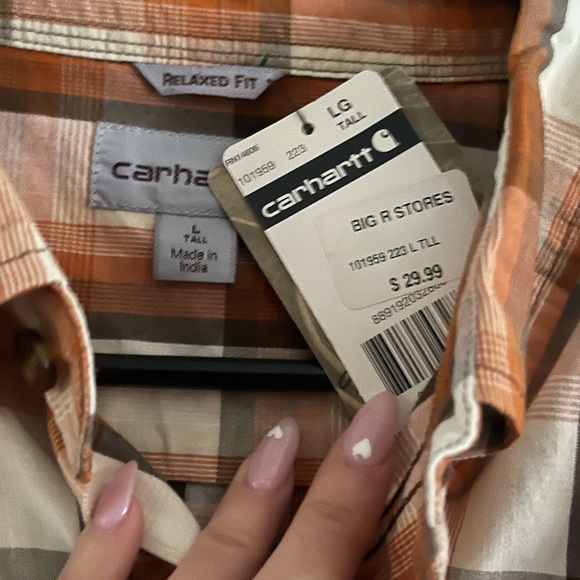 RELAXED FIT
carha
L
TALL
Made in
India
LG
TALL
RN14806
101959 223
carhartt
BIG R STORES
101959 223 L TLL
$ 29.99